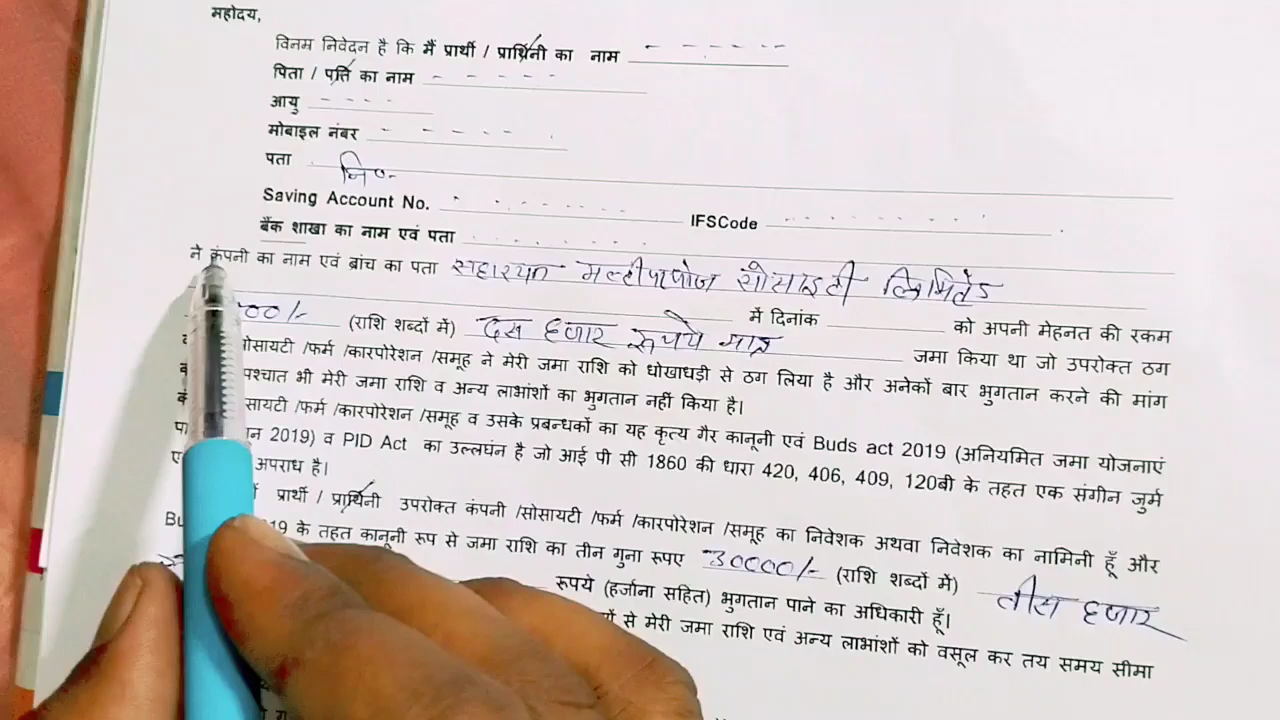 महोदय,
विनम निवेदन है कि मैं प्रार्थी / प्रार्थिनी का नाम
पिता / पति का नाम
आयु
मोबाइल नंबर
पता
Saving Account No. IFSCode
बैंक शाखा का नाम एवं पता
ने कंपनी का नाम एवं ब्रांच का पता सहारयन मल्टीपर्पोज सोसाइटी लिमिटेड
में दिनांक को अपनी मेहनत की रकम
00/- (राशि शब्दों में) दस हजार रूपये मात्र जमा किया था जो उपरोक्त ठग
सोसायटी /फर्म /कारपोरेशन /समूह ने मेरी जमा राशि को धोखाधड़ी से ठग लिया है और अनेकों बार भुगतान करने की मांग
पश्चात भी मेरी जमा राशि व अन्य लाभांशों का भुगतान नहीं किया है।
सोसायटी /फर्म /कारपोरेशन /समूह व उसके प्रबन्धकों का यह कृत्य गैर कानूनी एवं Buds act 2019 (अनियमित जमा योजनाएं
2019) व PID Act का उल्लघंन है जो आई पी सी 1860 की धारा 420, 406, 409, 120बी के तहत एक संगीन जुर्म
अपराध है।
प्रार्थी / प्रार्थिनी उपरोक्त कंपनी /सोसायटी /फर्म /कारपोरेशन /समूह का निवेशक अथवा निवेशक का नामिनी हूँ और
19 के तहत कानूनी रूप से जमा राशि का तीन गुना रूपए 30000/- (राशि शब्दों में) तीस हजार
रूपये (हर्जाना सहित) भुगतान पाने का अधिकारी हूँ।
से मेरी जमा राशि एवं अन्य लाभांशों को वसूल कर तय समय सीमा